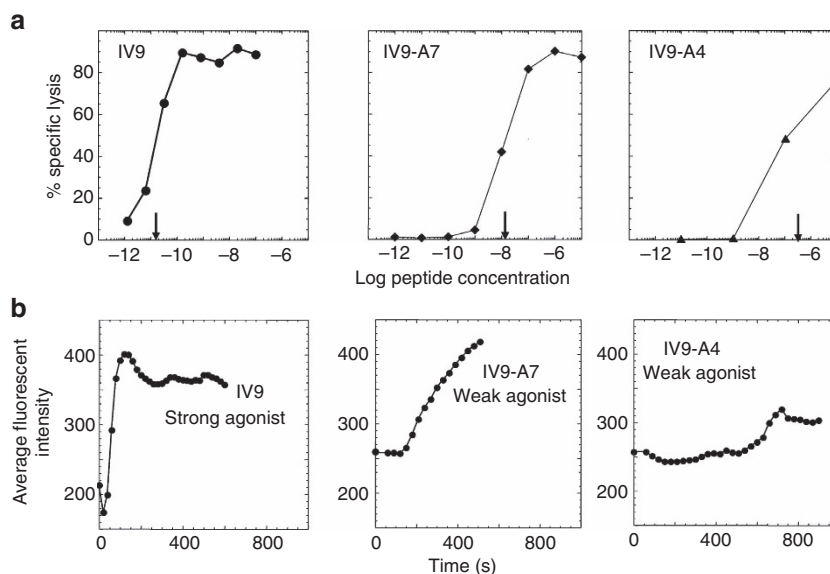 a
IV9
IV9-A7
IV9-A4
% specific lysis
80
60
40
20
0
−12 −10 −8 −6
−12 −10 −8 −6
−12 −10 −8 −6
Log peptide concentration
b
Average fluorescent
intensity
400
300
200
IV9
Strong agonist
0 400 800
400
300
200
IV9-A7
Weak agonist
0 400 800
400
300
200
IV9-A4
Weak agonist
0 400 800
Time (s)